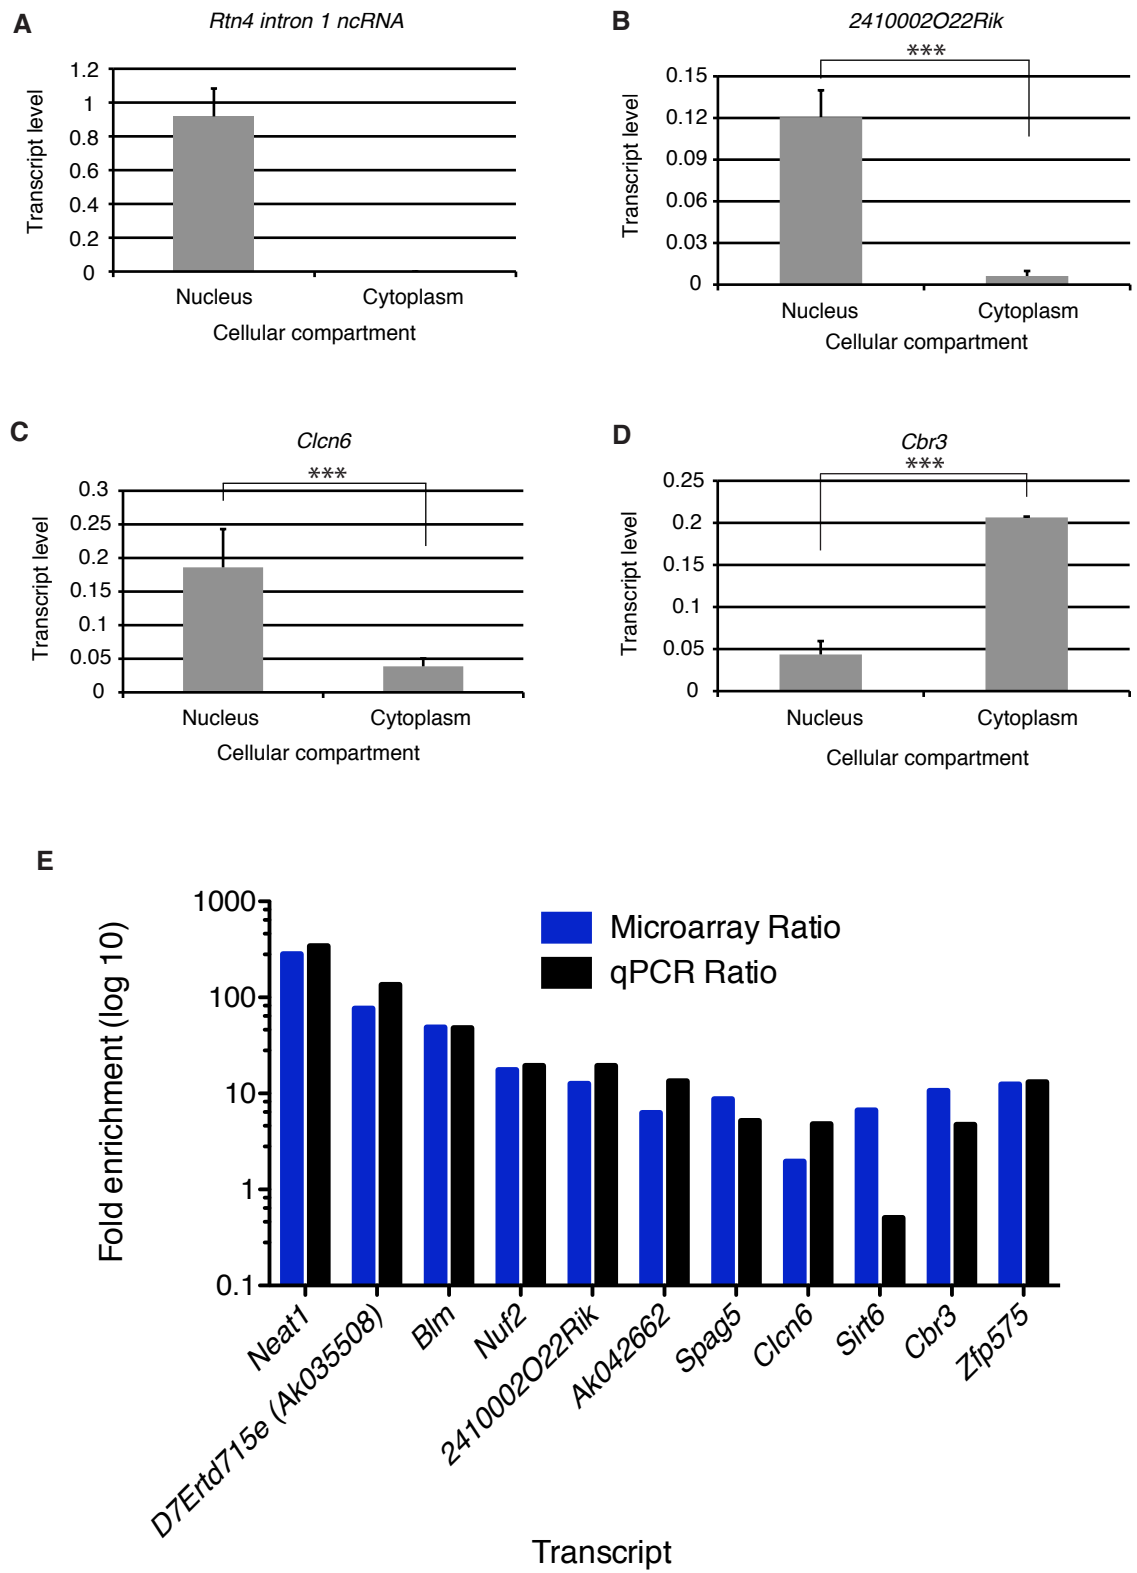 A
Rtn4 intron 1 ncRNA
Transcript level
1.2
1
0.8
0.6
0.4
0.2
0
Nucleus Cytoplasm
Cellular compartment
B
2410002O22Rik
***
Transcript level
0.15
0.12
0.09
0.06
0.03
0
Nucleus Cytoplasm
Cellular compartment
C
Clcn6
***
Transcript level
0.3
0.25
0.2
0.15
0.1
0.05
0
Nucleus Cytoplasm
Cellular compartment
D
Cbr3
***
Transcript level
0.25
0.2
0.15
0.1
0.05
0
Nucleus Cytoplasm
Cellular compartment
E
Fold enrichment (log 10)
1000
100
10
1
0.1
Microarray Ratio
qPCR Ratio
Neat1
D7Ertd715e (Ak035508)
Blm
Nuf2
2410002O22Rik
Ak042662
Spag5
Clcn6
Sirt6
Cbr3
Zfp575
Transcript